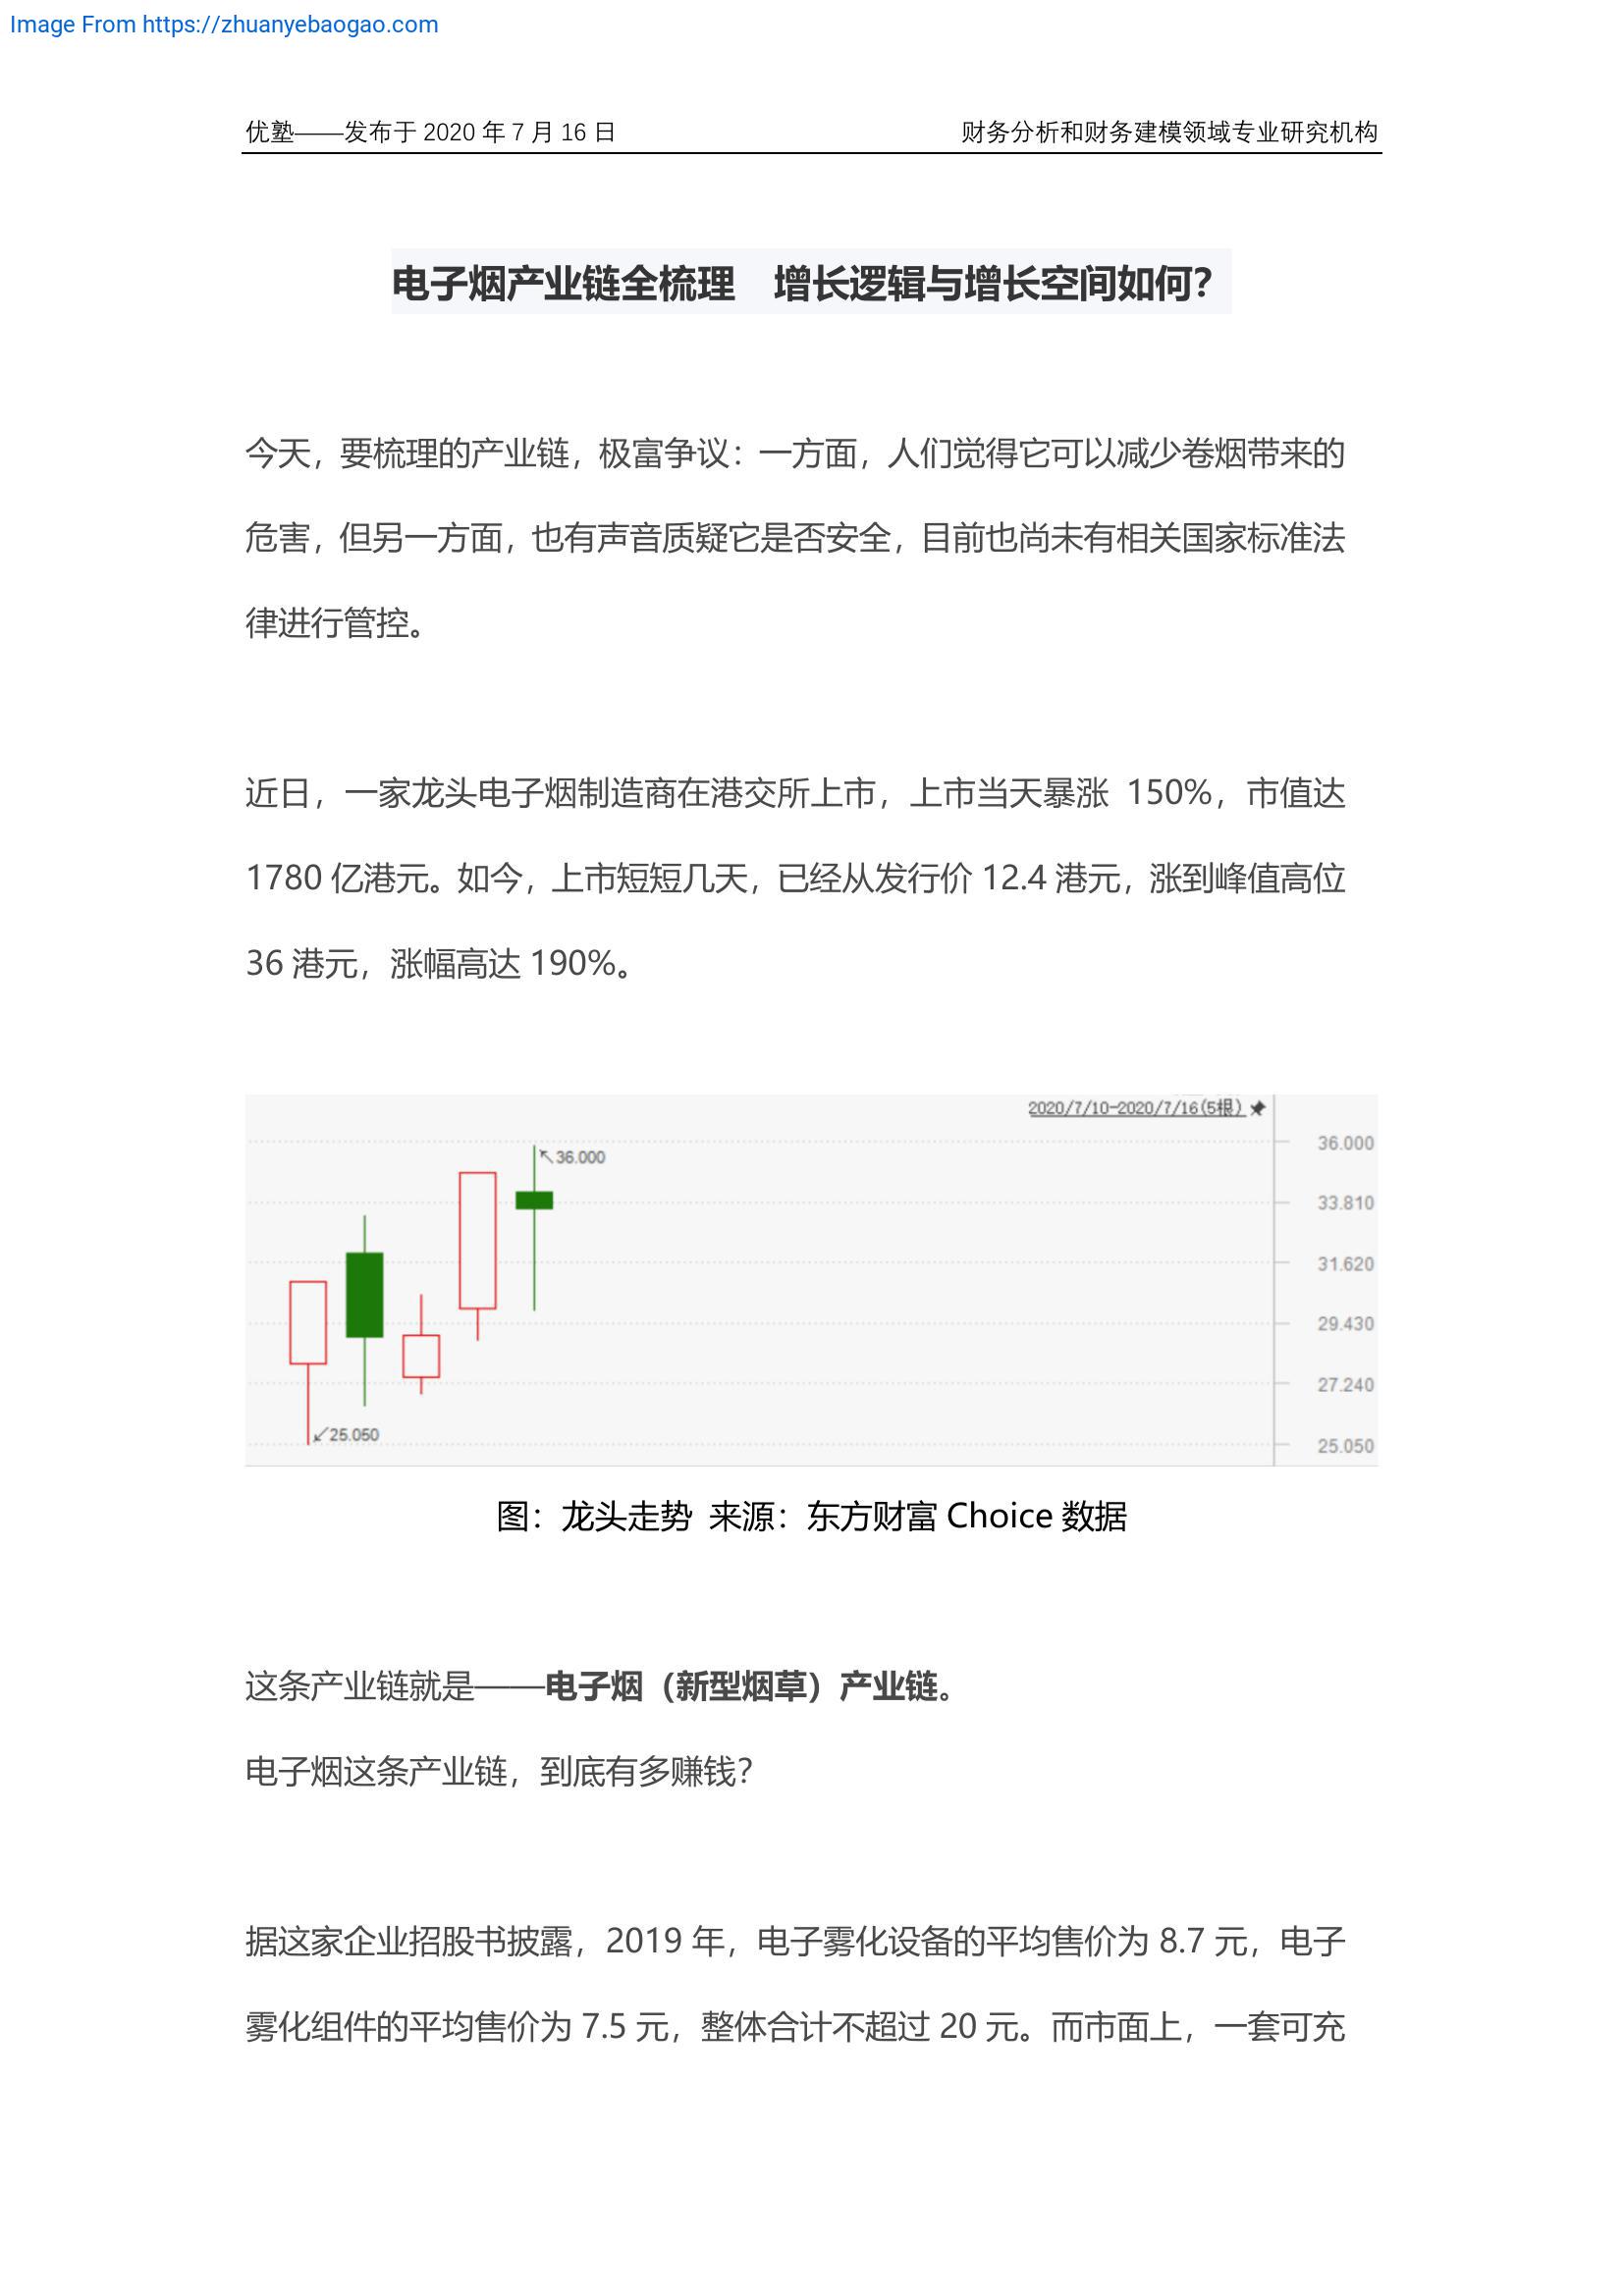 Image From https://zhuanyebaogao.com
优塾——发布于 2020 年 7 月 16 日 财务分析和财务建模领域专业研究机构
电子烟产业链全梳理 增长逻辑与增长空间如何？
今天，要梳理的产业链，极富争议：一方面，人们觉得它可以减少卷烟带来的
危害，但另一方面，也有声音质疑它是否安全，目前也尚未有相关国家标准法
律进行管控。
近日，一家龙头电子烟制造商在港交所上市，上市当天暴涨 150%，市值达
1780 亿港元。如今，上市短短几天，已经从发行价 12.4 港元，涨到峰值高位
36 港元，涨幅高达 190%。
2020/7/10-2020/7/16(5根)
36.000
36.000
33.810
31.620
29.430
27.240
25.050
25.050
图：龙头走势 来源：东方财富 Choice 数据
这条产业链就是——电子烟（新型烟草）产业链。
电子烟这条产业链，到底有多赚钱？
据这家企业招股书披露，2019 年，电子雾化设备的平均售价为 8.7 元，电子
雾化组件的平均售价为 7.5 元，整体合计不超过 20 元。而市面上，一套可充